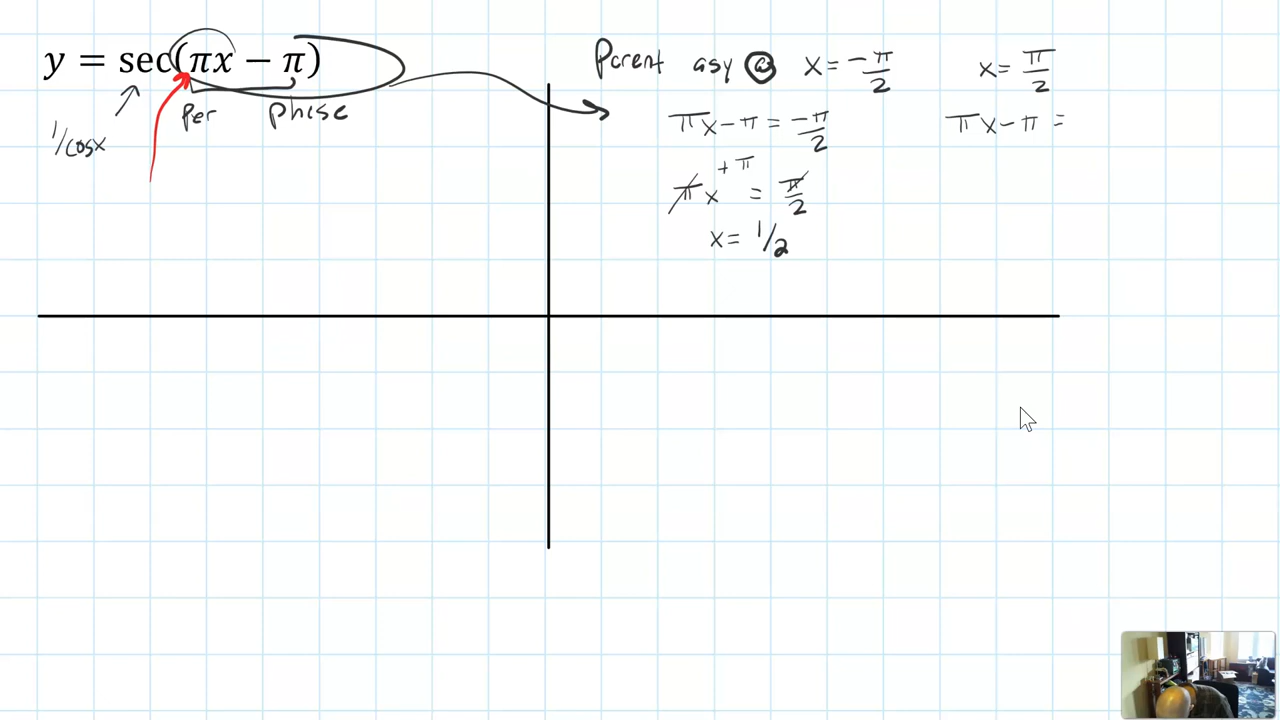 y = sec(πx − π)
Per phase
1/cosx
Parent asy @ x = -π/2 x = π/2
πx - π = -π/2 πx - π =
+ π
πx = π/2
x = 1/2